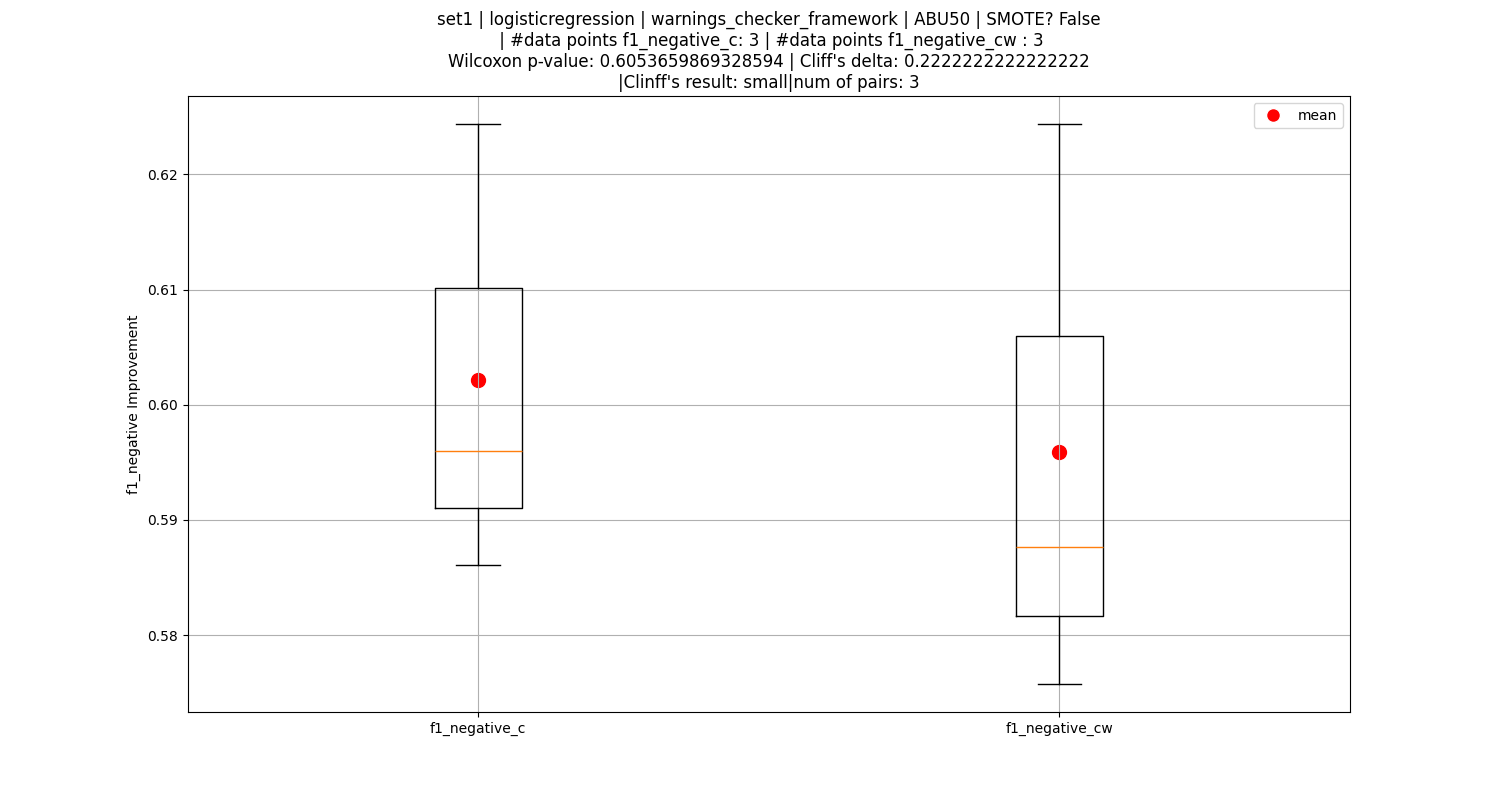 set1 | logisticregression | warnings_checker_framework | ABU50 | SMOTE? False
| #data points f1_negative_c: 3 | #data points f1_negative_cw : 3
Wilcoxon p-value: 0.6053659869328594 | Cliff's delta: 0.2222222222222222
|Clinff's result: small|num of pairs: 3
mean
f1_negative Improvement
0.62
0.61
0.60
0.59
0.58
f1_negative_c
f1_negative_cw